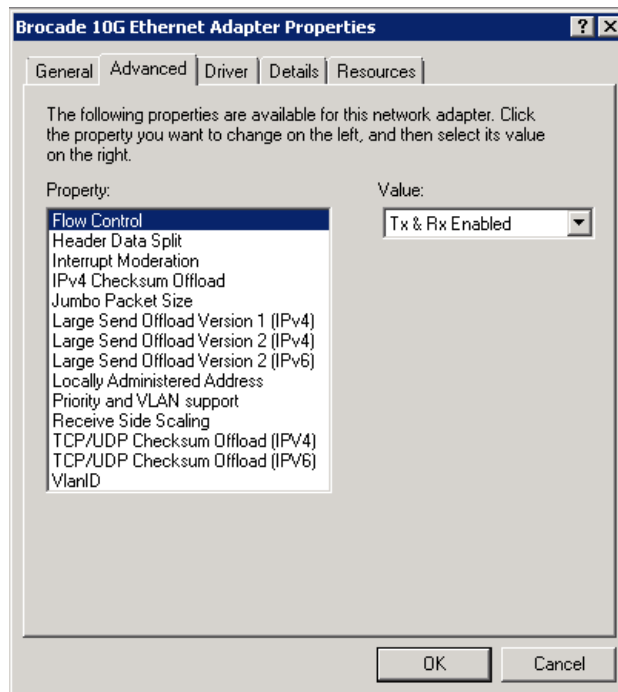 Brocade 10G Ethernet Adapter Properties
General Advanced Driver Details Resources
The following properties are available for this network adapter. Click
the property you want to change on the left, and then select its value
on the right.
Property:
Value:
Flow Control
Tx & Rx Enabled
Header Data Split
Interrupt Moderation
IPv4 Checksum Offload
Jumbo Packet Size
Large Send Offload Version 1 (IPv4)
Large Send Offload Version 2 (IPv4)
Large Send Offload Version 2 (IPv6)
Locally Administered Address
Priority and VLAN support
Receive Side Scaling
TCP/UDP Checksum Offload (IPV4)
TCP/UDP Checksum Offload (IPV6)
VlanID
OK
Cancel